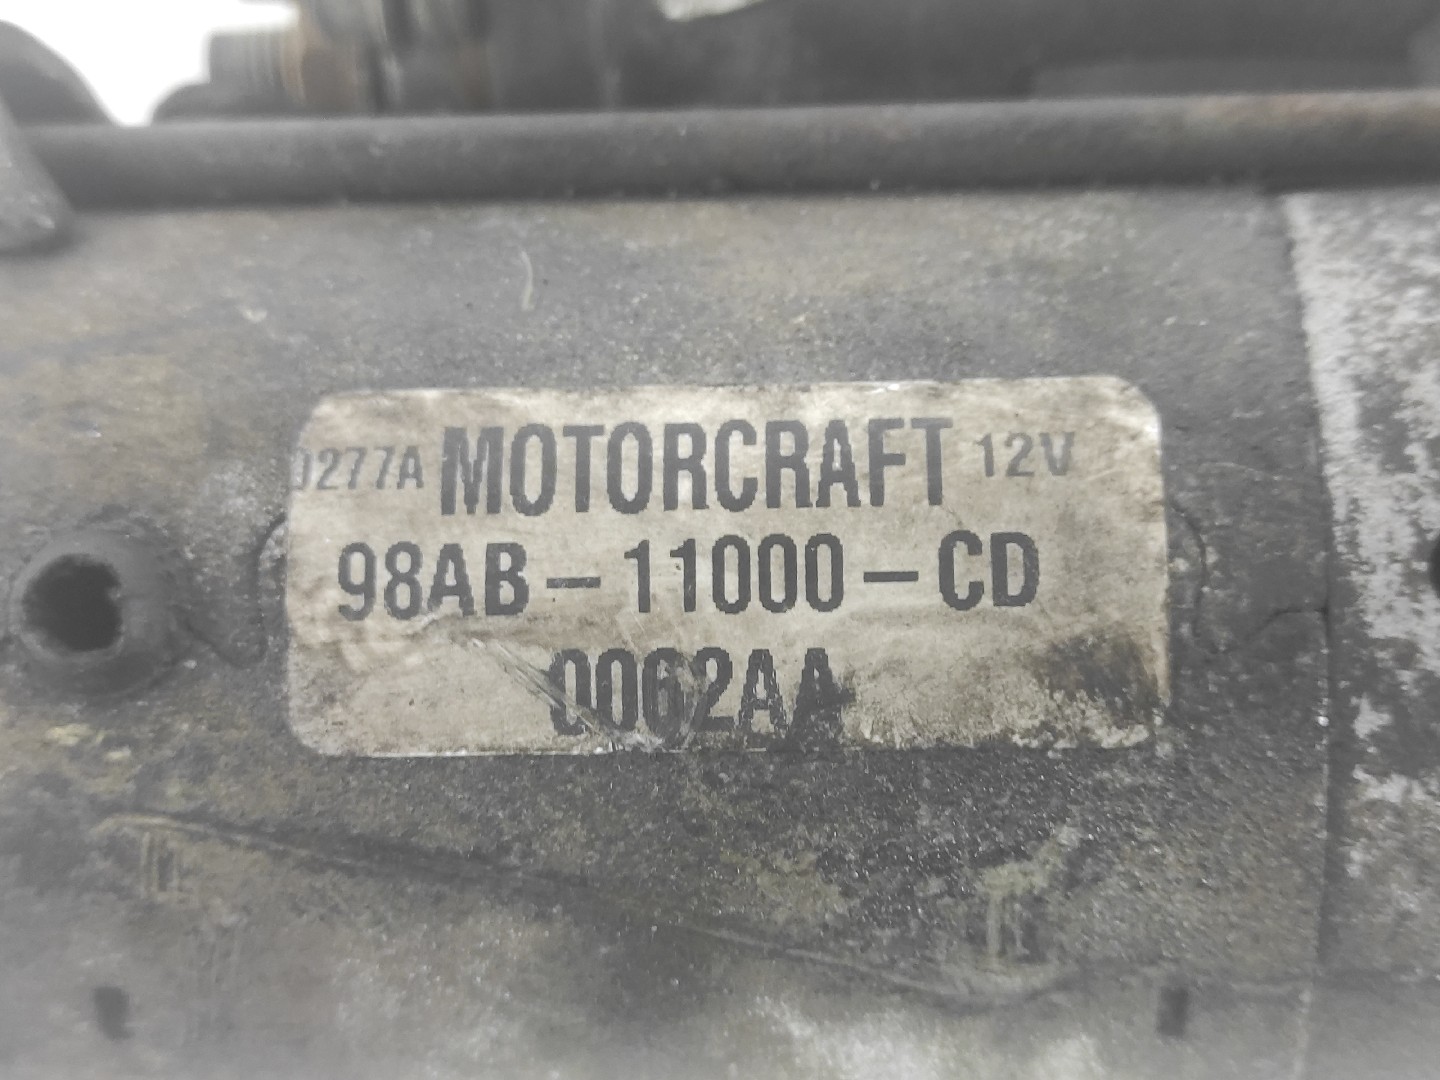 0277A MOTORCRAFT 12V
98AB-11000-CD
0062AA